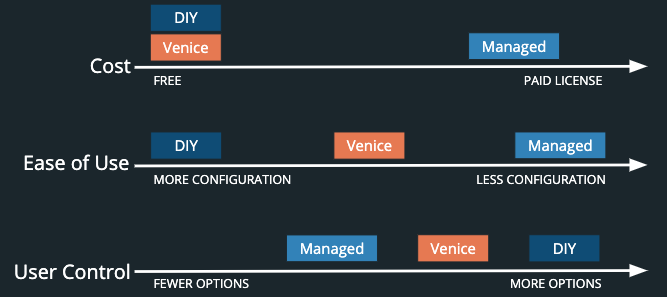 DIY
Venice
Managed
Cost
FREE
PAID LICENSE
DIY
Venice
Managed
Ease of Use
MORE CONFIGURATION
LESS CONFIGURATION
Managed
Venice
DIY
User Control
FEWER OPTIONS
MORE OPTIONS